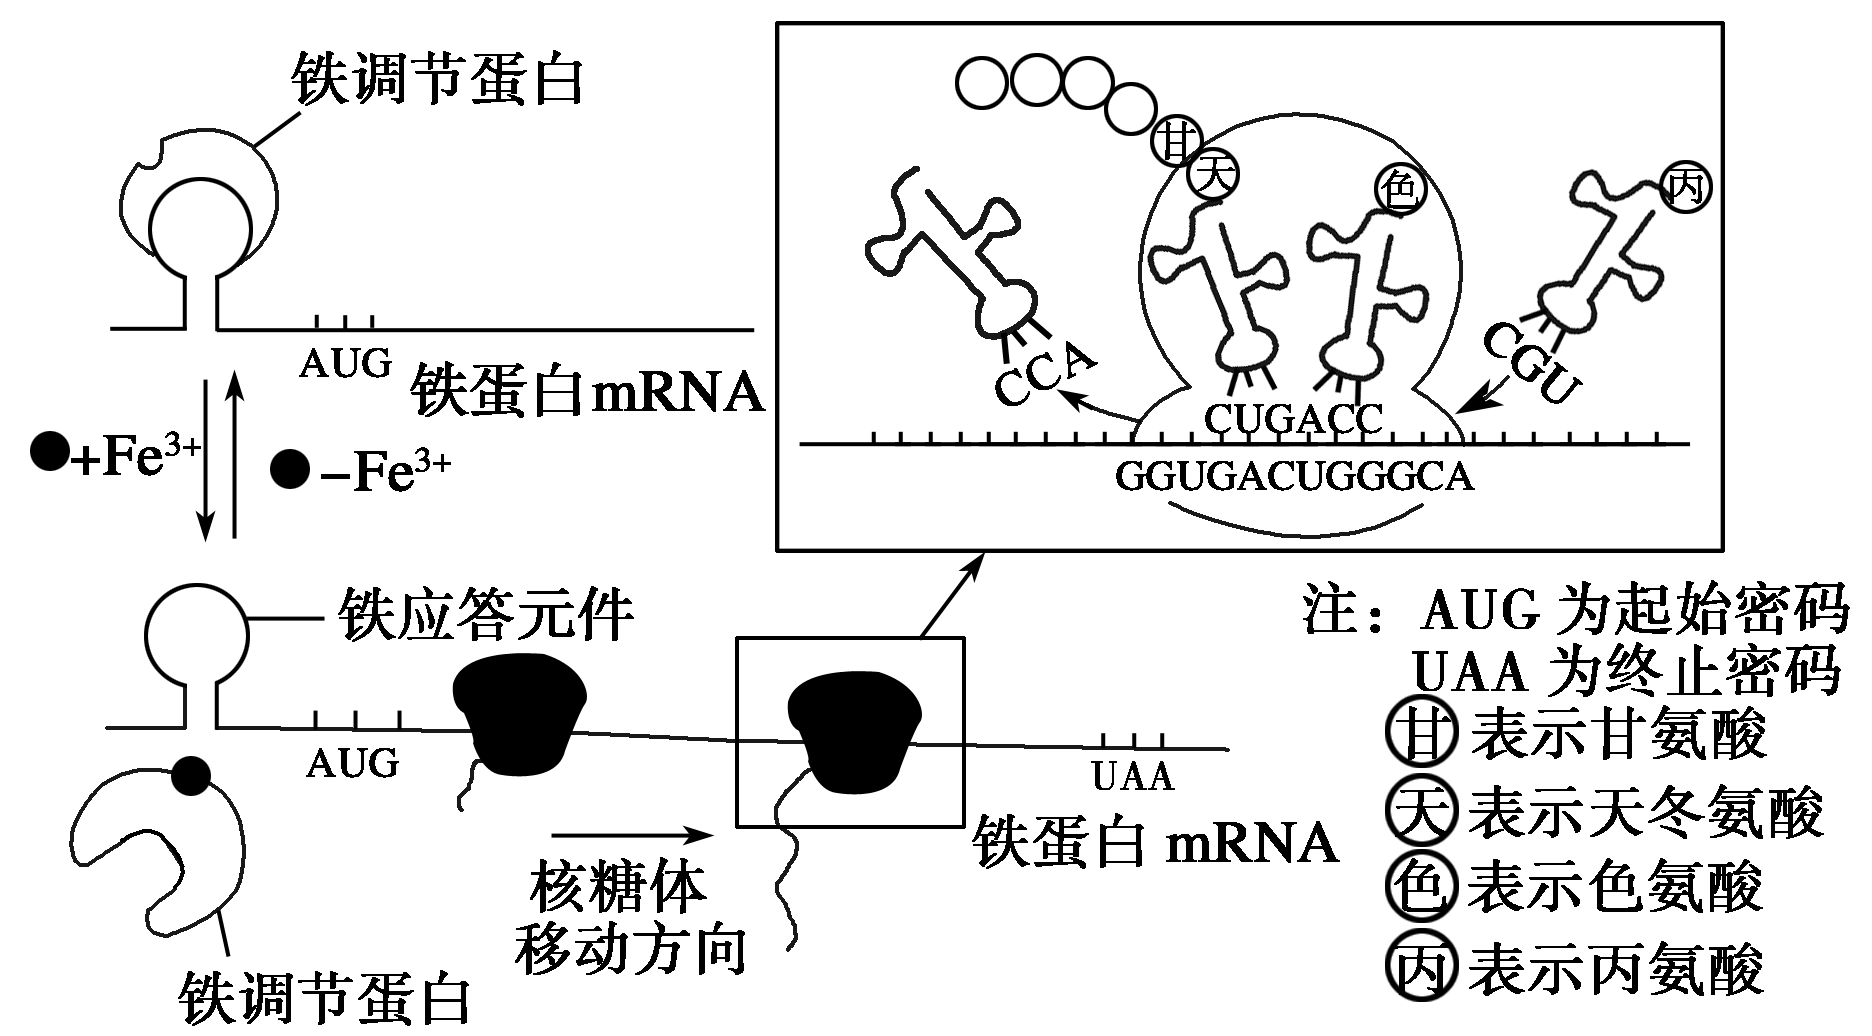 铁调节蛋白
AUG
铁蛋白mRNA
+Fe³⁺
−Fe³⁺
甘
天
色
丙
CCA
CUGACC
CGU
GGUGACUGGGCA
铁应答元件
AUG
UAA
铁蛋白 mRNA
核糖体
移动方向
铁调节蛋白
注：AUG 为起始密码
UAA 为终止密码
甘 表示甘氨酸
天 表示天冬氨酸
色 表示色氨酸
丙 表示丙氨酸